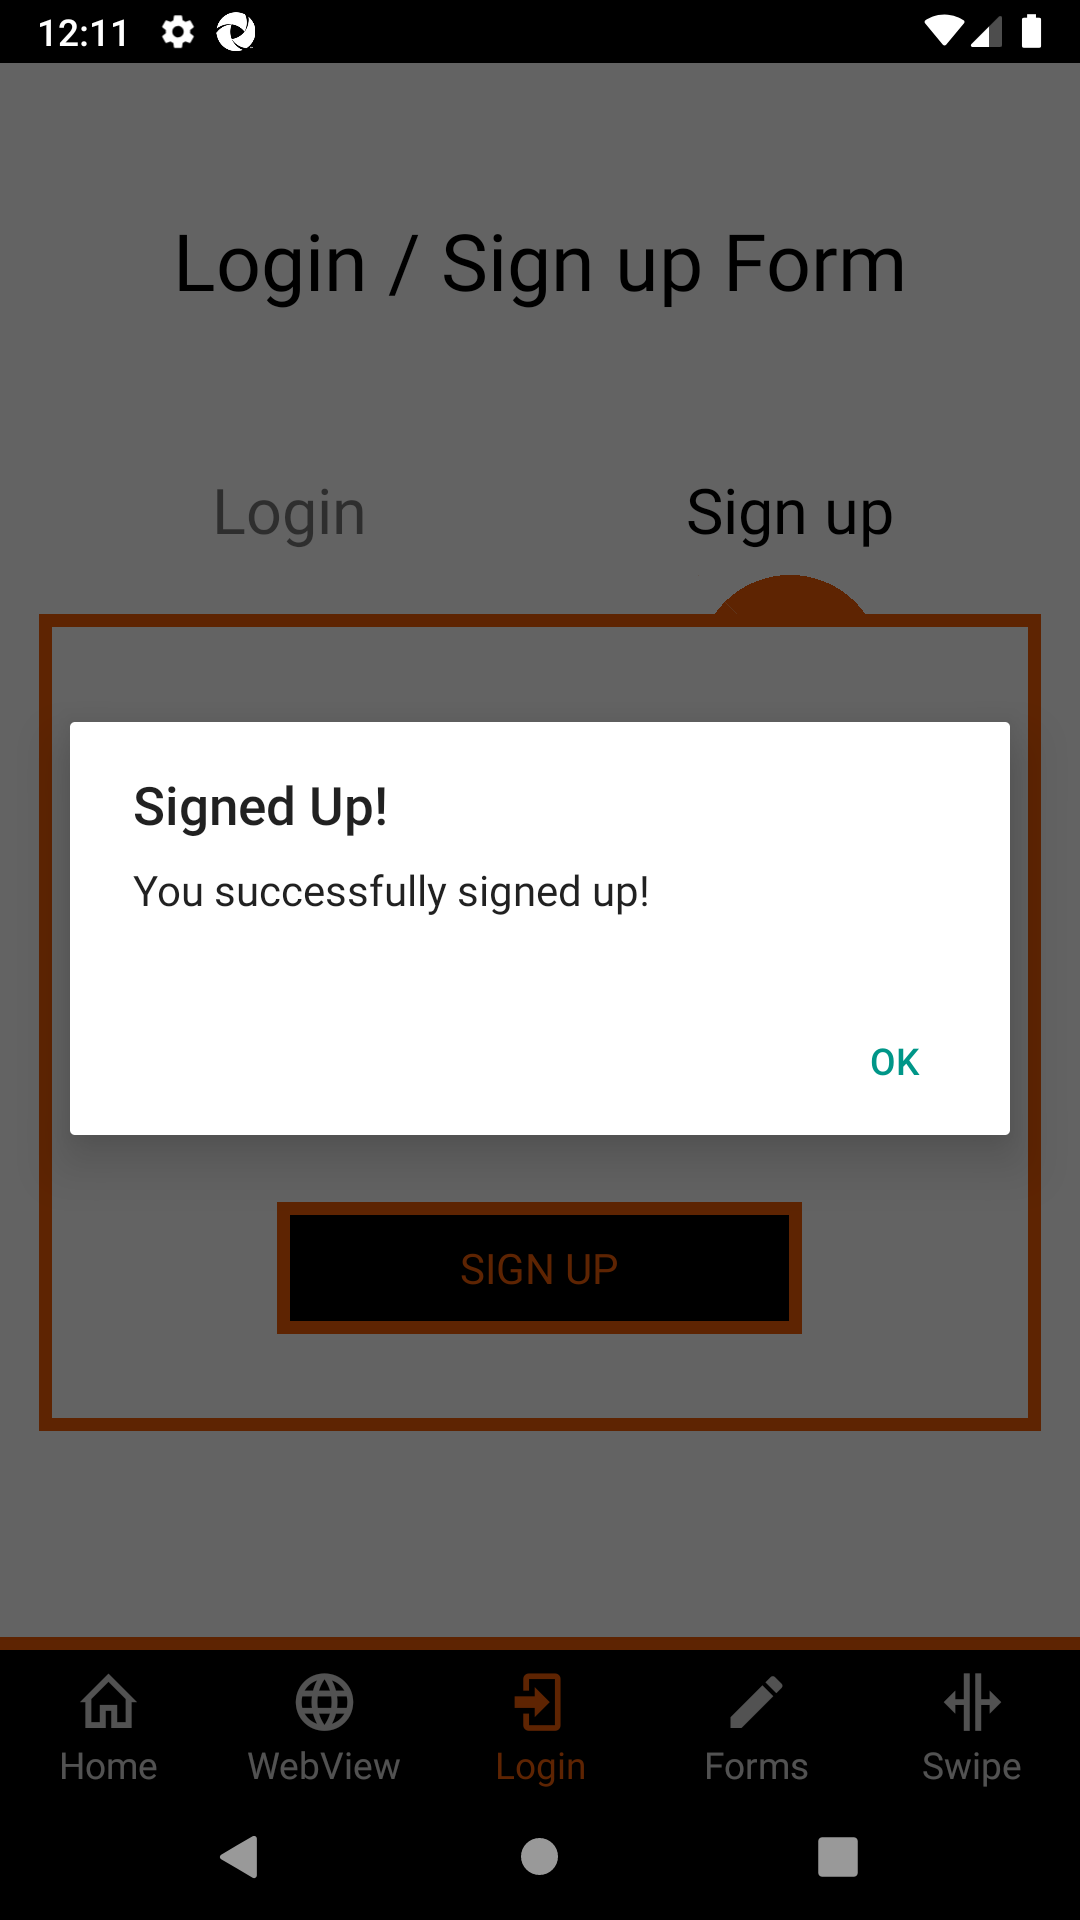 12:11
Login / Sign up Form
Login
Sign up
Signed Up!
You successfully signed up!
OK
SIGN UP
Home
WebView
Login
Forms
Swipe